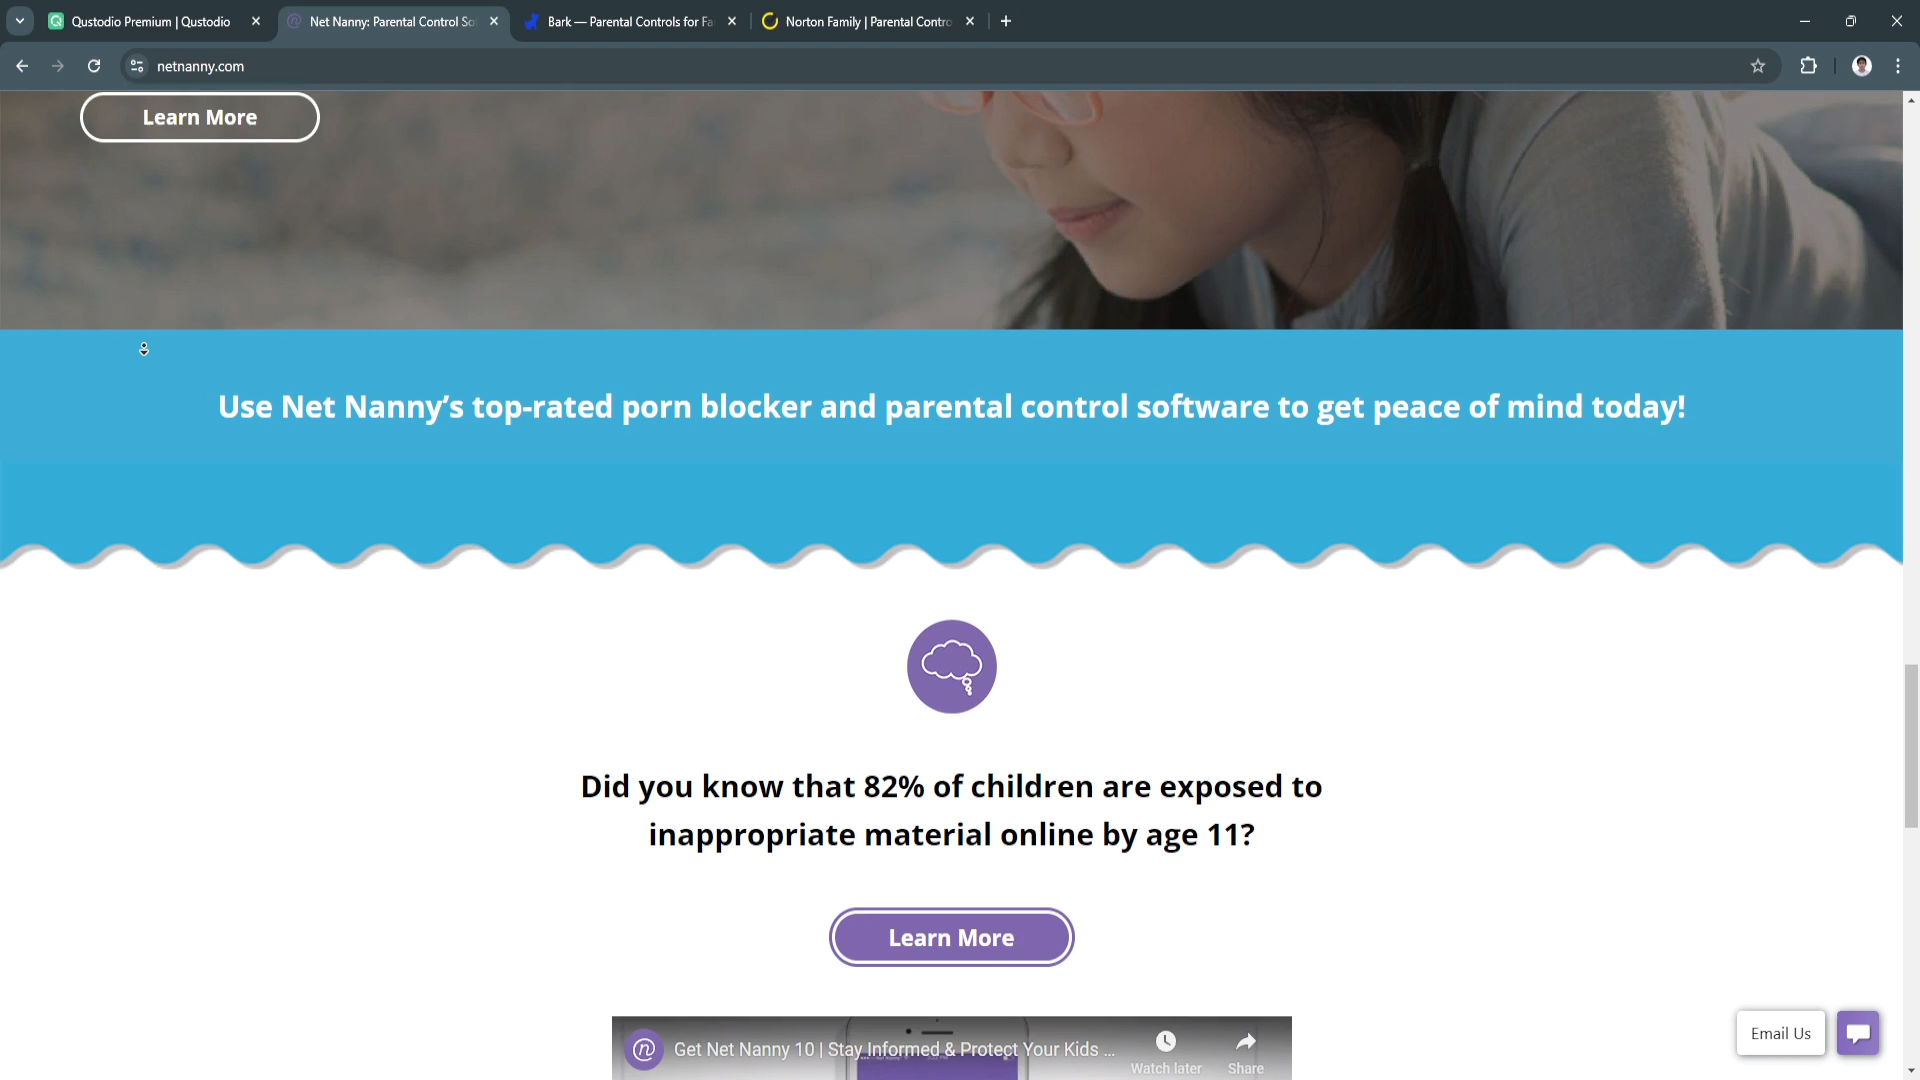 Qustodio Premium | Qustodio
Net Nanny: Parental Control So
Bark — Parental Controls for Fa
Norton Family | Parental Contro
netnanny.com
Learn More
Use Net Nanny’s top-rated porn blocker and parental control software to get peace of mind today!
Did you know that 82% of children are exposed to
inappropriate material online by age 11?
Learn More
Get Net Nanny 10 | Stay Informed & Protect Your Kids ...
Watch later
Share
Email Us